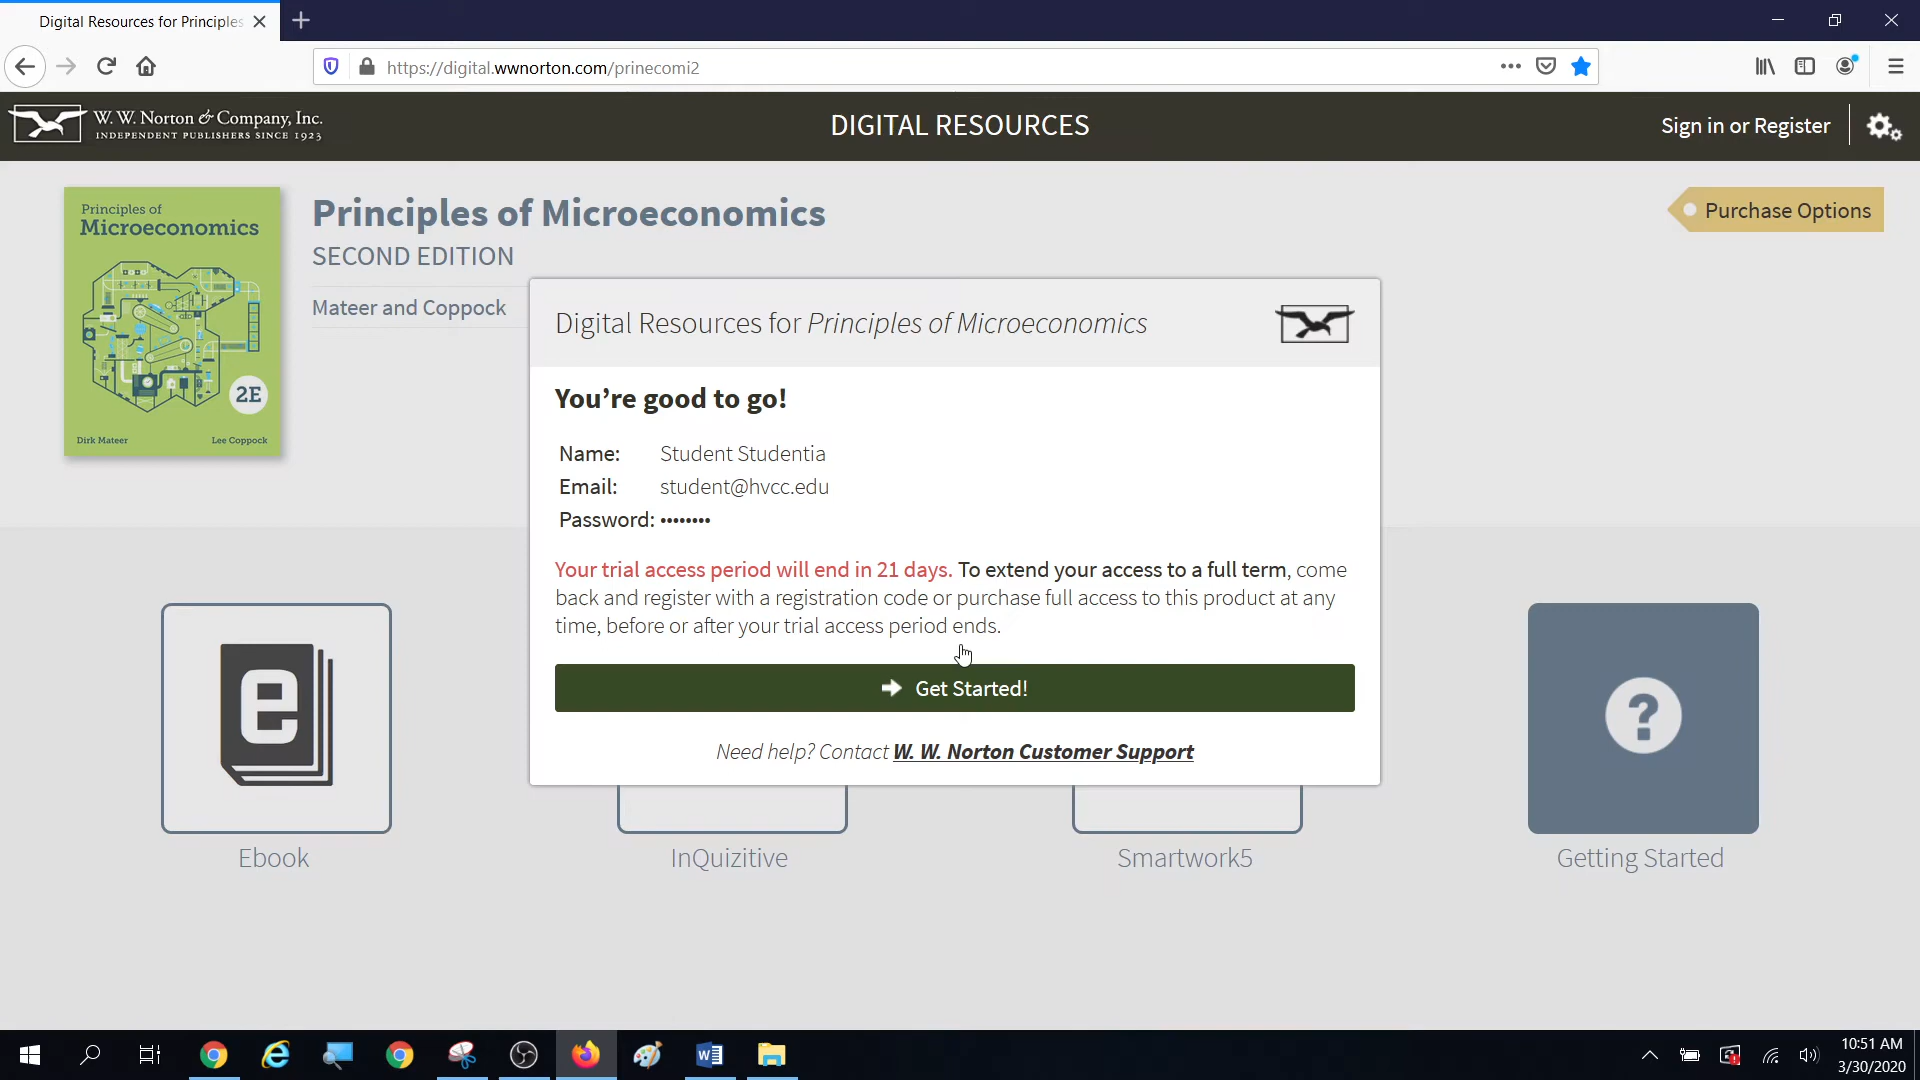 Digital Resources for Principles
https://digital.wwnorton.com/prinecomi2
W. W. Norton & Company, Inc.
INDEPENDENT PUBLISHERS SINCE 1923
DIGITAL RESOURCES
Sign in or Register
Principles of
Microeconomics
2E
Dirk Mateer
Lee Coppock
Principles of Microeconomics
SECOND EDITION
Mateer and Coppock
Purchase Options
Digital Resources for Principles of Microeconomics
You're good to go!
Name: Student Studentia
Email: student@hvcc.edu
Password: ••••••••
Your trial access period will end in 21 days. To extend your access to a full term, come
back and register with a registration code or purchase full access to this product at any
time, before or after your trial access period ends.
Get Started!
Need help? Contact W. W. Norton Customer Support
e
?
Ebook
InQuizitive
Smartwork5
Getting Started
10:51 AM
3/30/2020